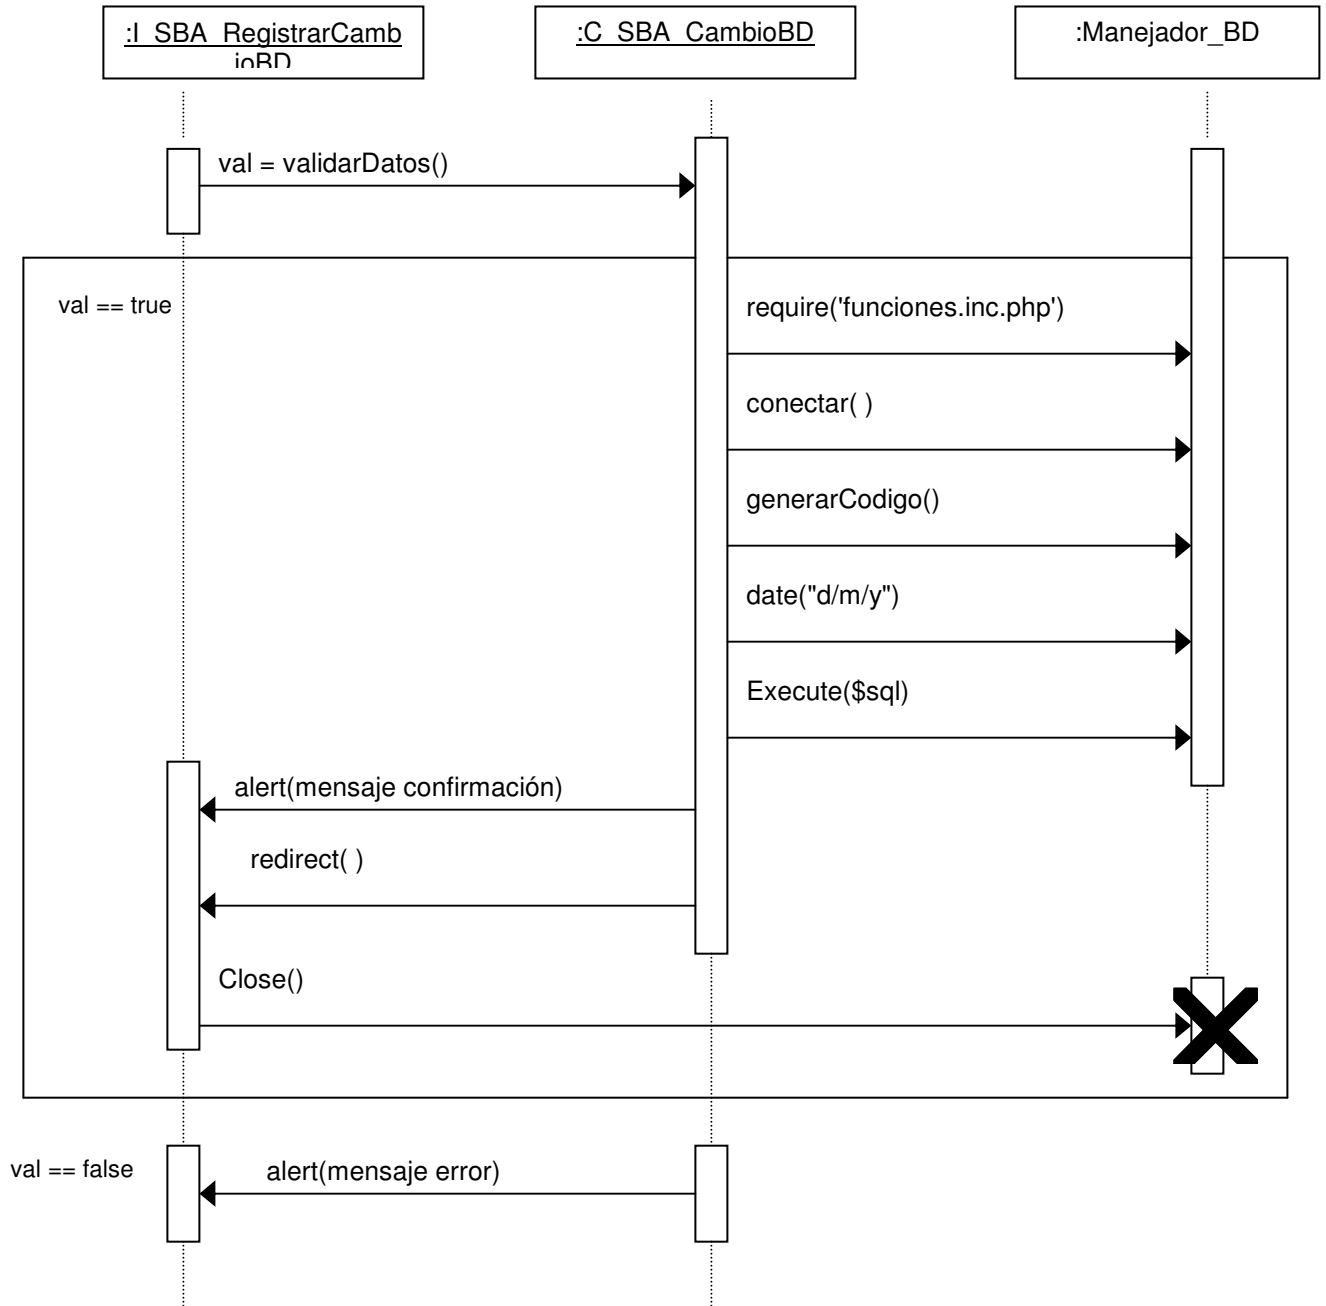 :I_SBA_RegistrarCamb
ioBD
:C_SBA_CambioBD
:Manejador_BD
val = validarDatos()
val == true
require('funciones.inc.php')
conectar( )
generarCodigo()
date("d/m/y")
Execute($sql)
alert(mensaje confirmación)
redirect( )
Close()
val == false
alert(mensaje error)